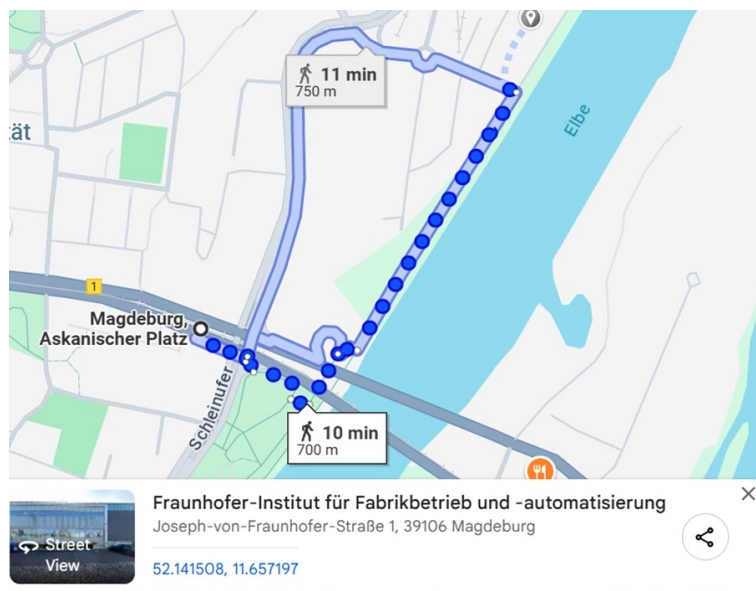 11 min
750 m
Elbe
ät
1
Magdeburg,
Askanischer Platz
Schleinufer
10 min
700 m
Fraunhofer-Institut für Fabrikbetrieb und -automatisierung
Joseph-von-Fraunhofer-Straße 1, 39106 Magdeburg
Street
View
52.141508, 11.657197